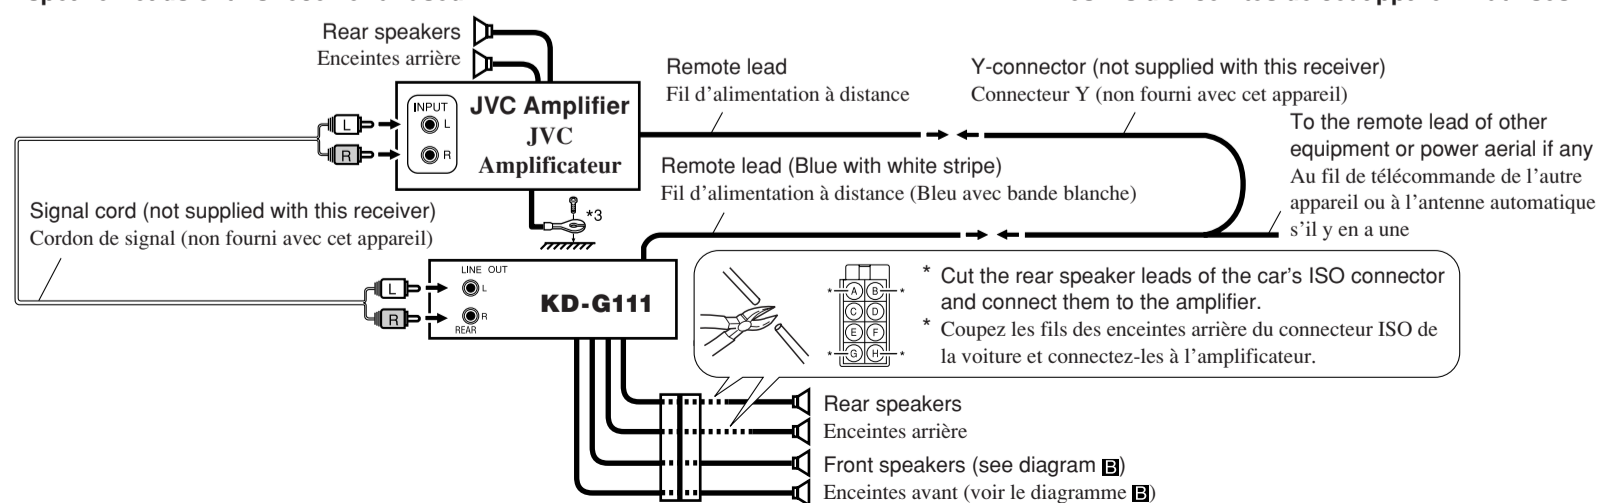 Rear speakers
Enceintes arrière
JVC Amplifier
JVC
Amplificateur
INPUT
L
R
L
R
Remote lead
Fil d'alimentation à distance
Y-connector (not supplied with this receiver)
Connecteur Y (non fourni avec cet appareil)
To the remote lead of other
equipment or power aerial if any
Au fil de télécommande de l'autre
appareil ou à l'antenne automatique
s'il y en a une
Remote lead (Blue with white stripe)
Fil d'alimentation à distance (Bleu avec bande blanche)
*3
Signal cord (not supplied with this receiver)
Cordon de signal (non fourni avec cet appareil)
LINE OUT
L
R
REAR
L
R
KD-G111
* A B *
C D
E F
* G H *
* Cut the rear speaker leads of the car's ISO connector
and connect them to the amplifier.
* Coupez les fils des enceintes arrière du connecteur ISO de
la voiture et connectez-les à l'amplificateur.
Rear speakers
Enceintes arrière
Front speakers (see diagram B)
Enceintes avant (voir le diagramme B)